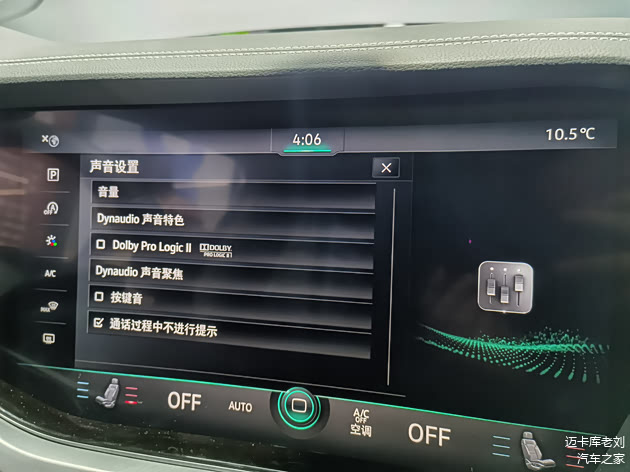 4:06
10.5℃
声音设置
音量
Dynaudio 声音特色
Dolby Pro Logic II DOLBY PRO LOGIC II
Dynaudio 声音聚焦
按键音
通话过程中不进行提示
P
OFF
A/C
MAX
OFF
AUTO
A/C
OFF
空调
OFF
迈卡库老刘
汽车之家